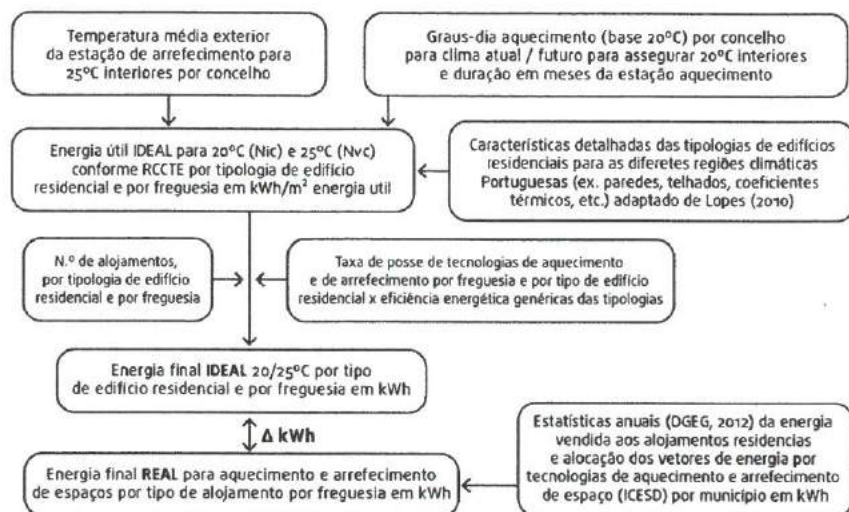 Temperatura média exterior
da estação de arrefecimento para
25°C interiores por concelho
Graus-dia aquecimento (base 20°C) por concelho
para clima atual / futuro para assegurar 20°C interiores
e duração em meses da estação aquecimento
Energia útil IDEAL para 20°C (Nic) e 25°C (Nvc)
conforme RCCTE por tipologia de edifício
residencial e por freguesia em kWh/m² energia util
Características detalhadas das tipologias de edifícios
residenciais para as diferetes regiões climáticas
Portuguesas (ex. paredes, telhados, coeficientes
térmicos, etc.) adaptado de Lopes (2010)
N.º de alojamentos,
por tipologia de edifício
residencial e por freguesia
Taxa de posse de tecnologias de aquecimento
e de arrefecimento por freguesia e por tipo de edifício
residencial x eficiência energética genéricas das tipologias
Energia final IDEAL 20/25°C por tipo
de edifício residencial e por freguesia em kWh
Δ kWh
Energia final REAL para aquecimento e arrefecimento
de espaços por tipo de alojamento por freguesia em kWh
Estatísticas anuais (DGEG, 2012) da energia
vendida aos alojamentos residencias
e alocação dos vetores de energia por
tecnologias de aquecimento e arrefecimento
de espaço (ICESD) por município em kWh